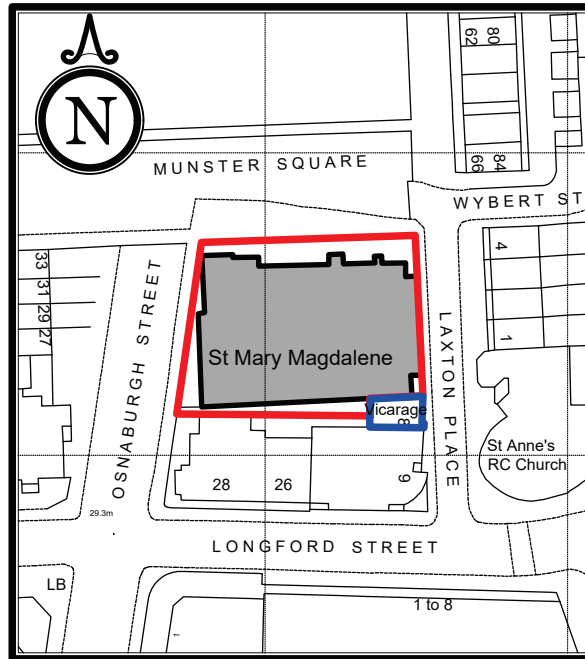 N
62
80
66
84
MUNSTER SQUARE
WYBERT ST
33
31
29
27
OSNABURGH STREET
4
1
St Mary Magdalene
LAXTON PLACE
Vicarage
8
St Anne's
RC Church
28
26
9
29.3m
LONGFORD STREET
LB
1 to 8
1